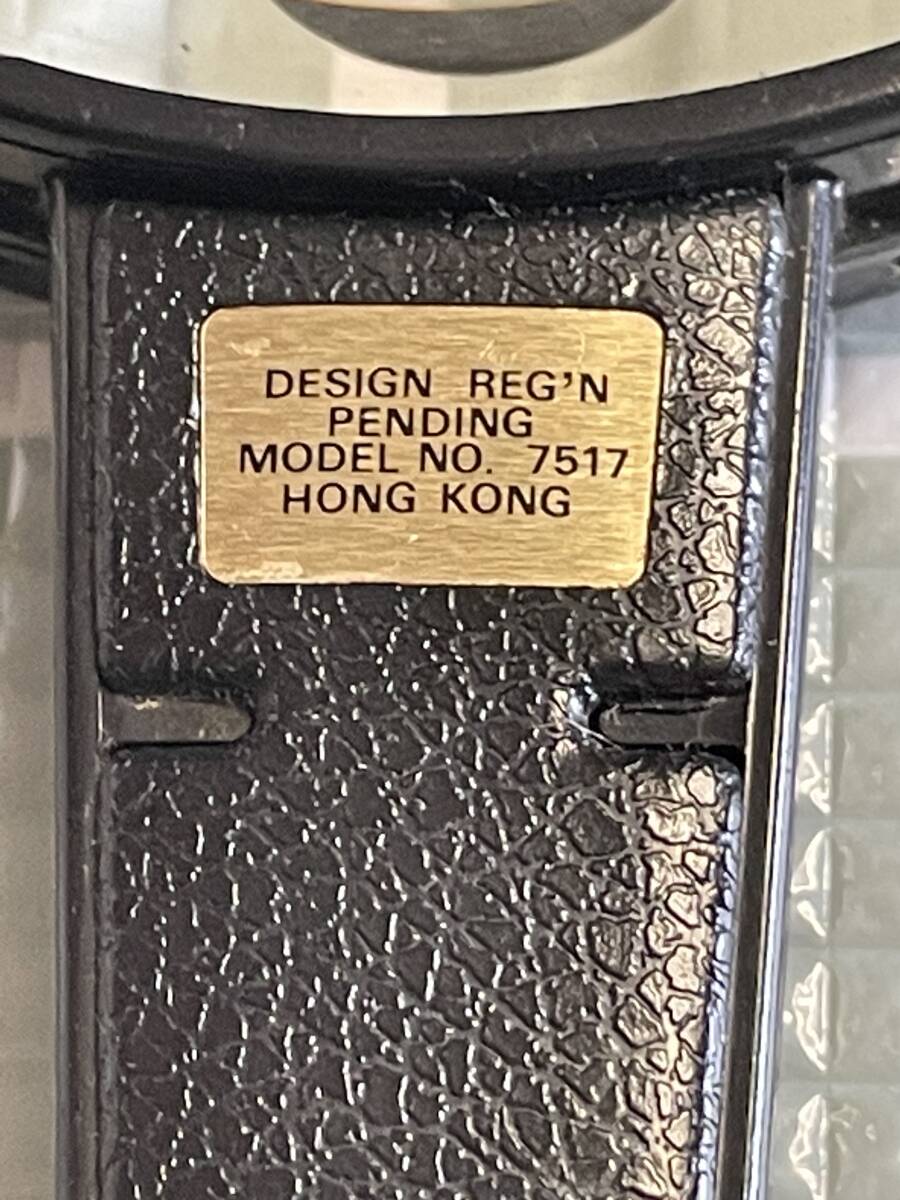 DESIGN REG'N
PENDING
MODEL NO. 7517
HONG KONG